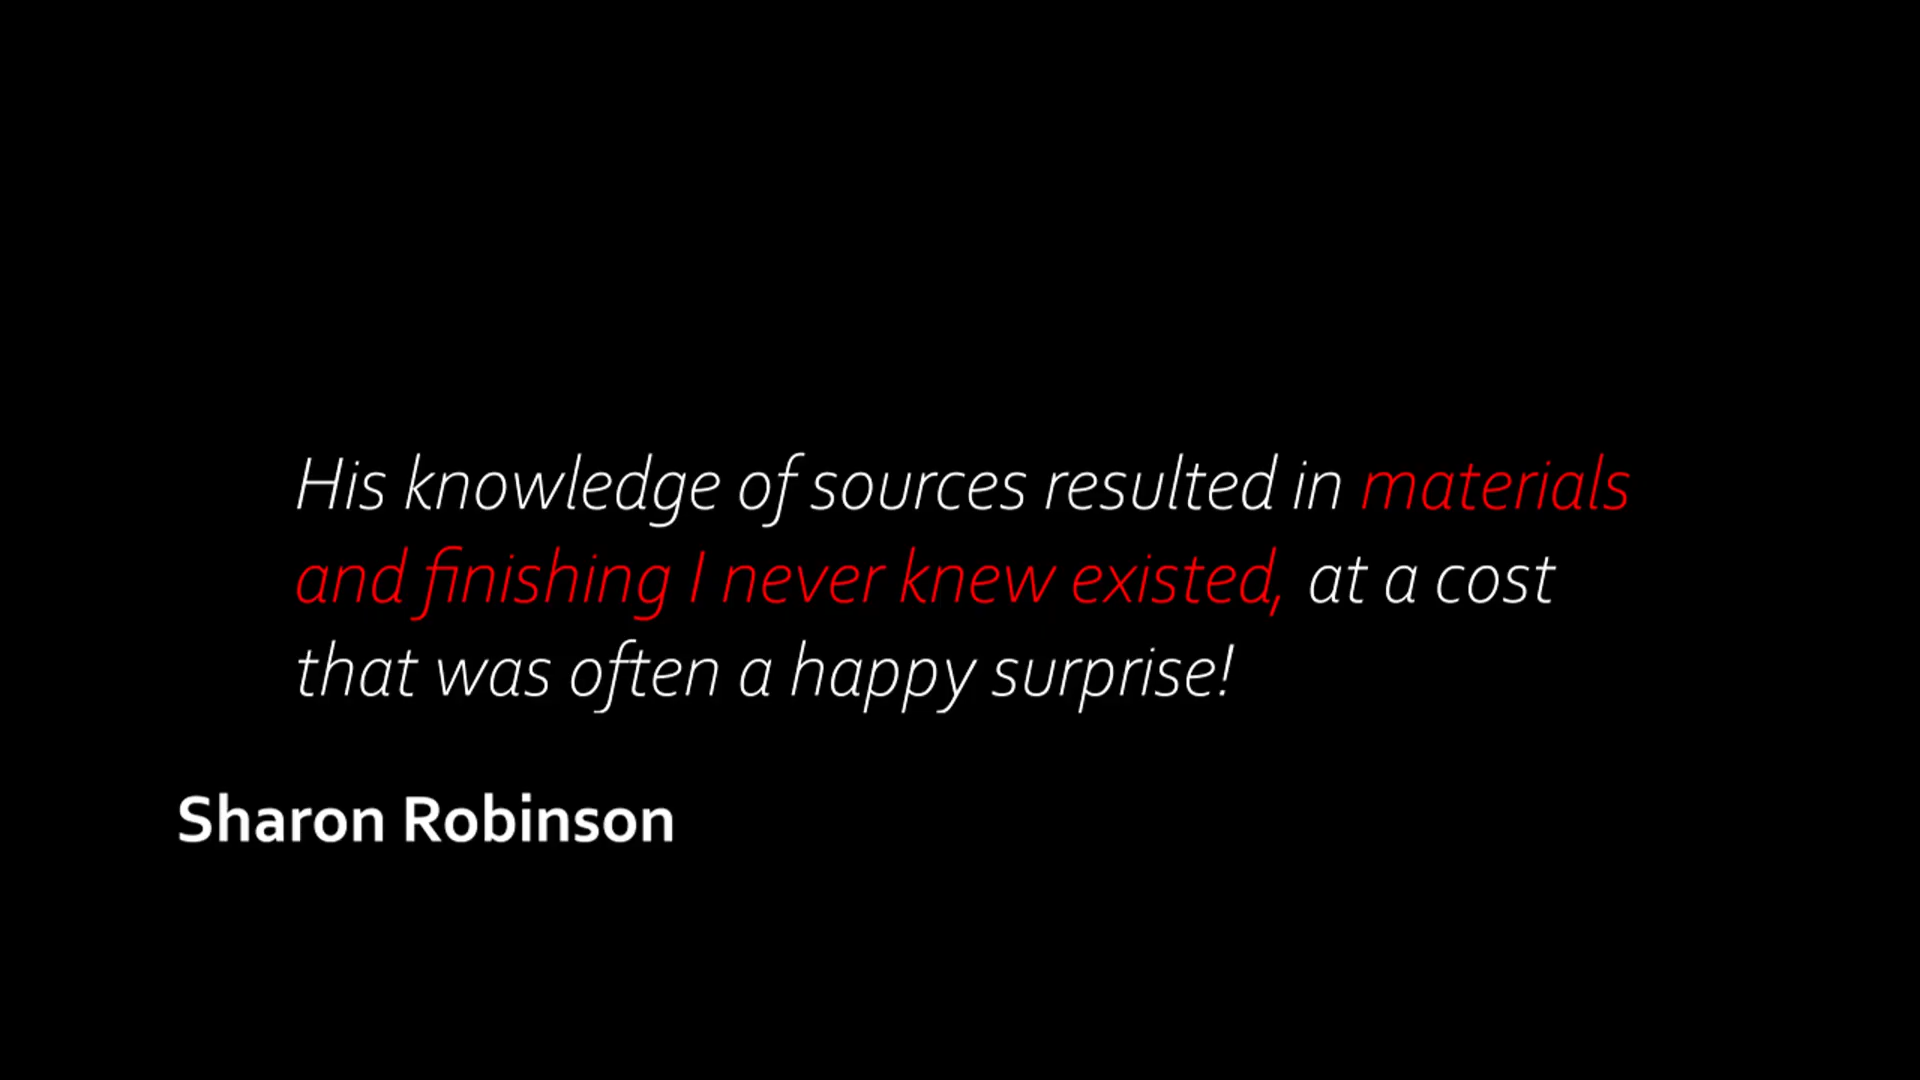 His knowledge of sources resulted in materials
and finishing I never knew existed, at a cost
that was often a happy surprise!
Sharon Robinson